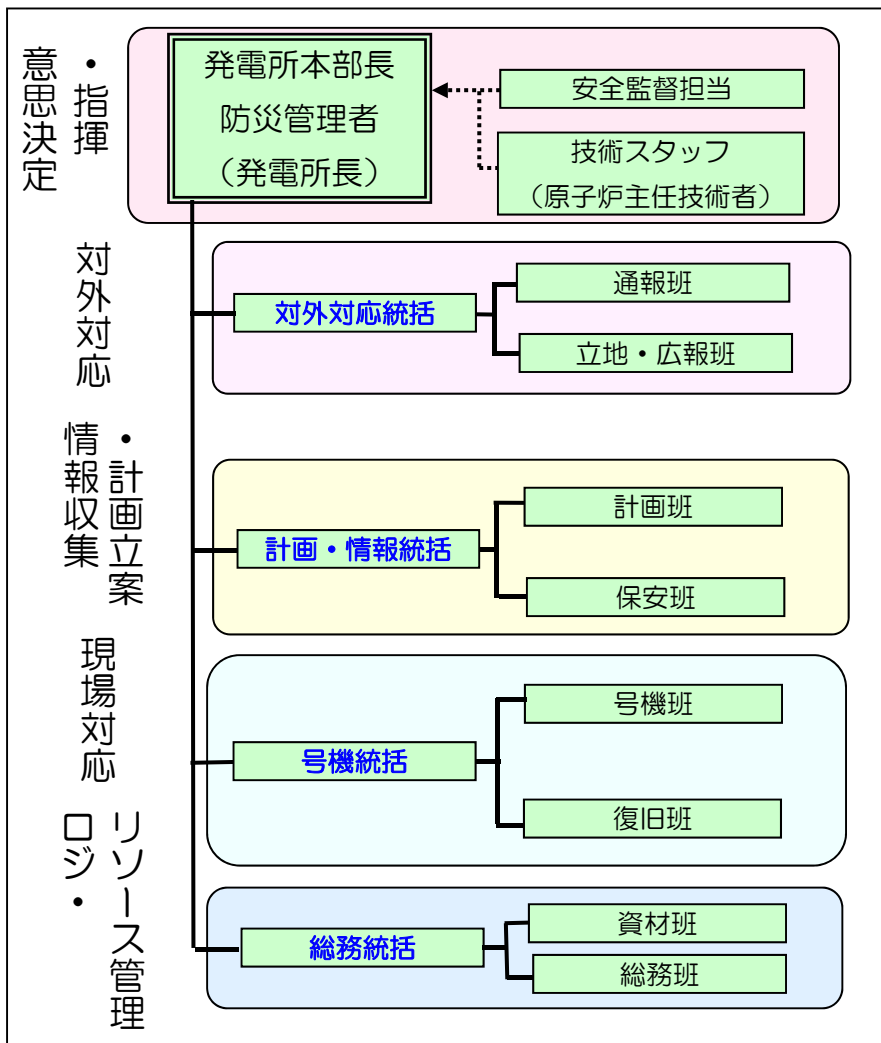 意思決定
・指揮
発電所本部長
防災管理者
(発電所長)
安全監督担当
技術スタッフ
(原子炉主任技術者)
対外対応
対外対応統括
通報班
立地・広報班
情報収集
・計画立案
計画・情報統括
計画班
保安班
現場対応
号機統括
号機班
復旧班
ロジ・
リソース管理
総務統括
資材班
総務班